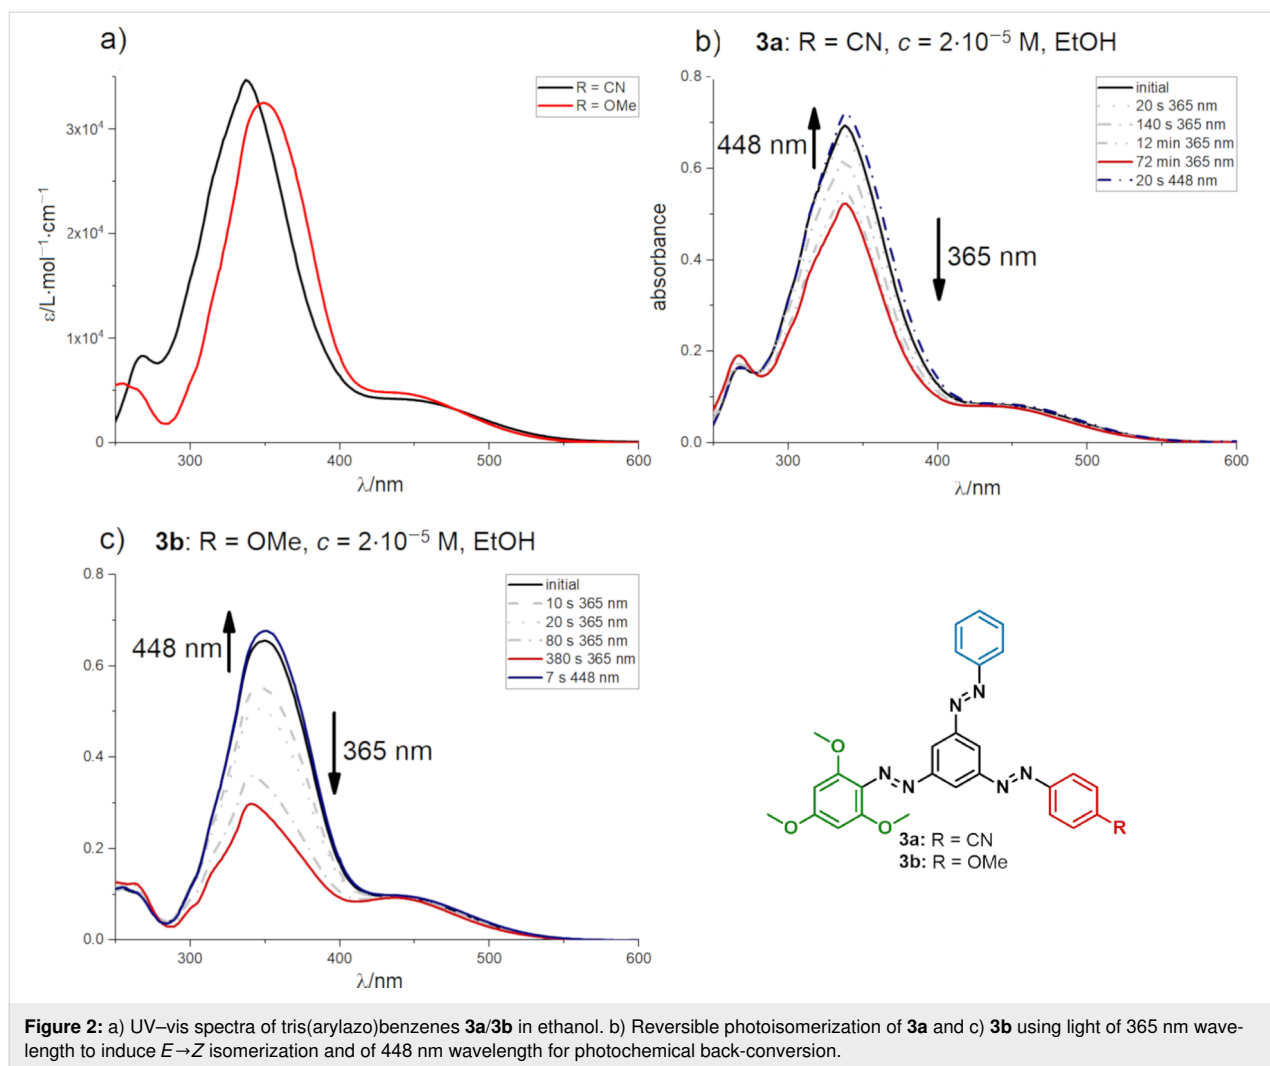 a)
R = CN
R = OMe
3x10⁴
2x10⁴
1x10⁴
0
ε/L·mol⁻¹·cm⁻¹
300
400
500
600
λ/nm
b) 3a: R = CN, c = 2·10⁻⁵ M, EtOH
initial
20 s 365 nm
140 s 365 nm
12 min 365 nm
72 min 365 nm
20 s 448 nm
448 nm
365 nm
0.8
0.6
0.4
0.2
0.0
absorbance
300
400
500
600
λ/nm
c) 3b: R = OMe, c = 2·10⁻⁵ M, EtOH
initial
10 s 365 nm
20 s 365 nm
80 s 365 nm
380 s 365 nm
7 s 448 nm
448 nm
365 nm
0.8
0.6
0.4
0.2
0.0
300
400
500
600
λ/nm
N
N
O
N
N
N
N
O
O
R
3a: R = CN
3b: R = OMe
Figure 2: a) UV–vis spectra of tris(arylazo)benzenes 3a/3b in ethanol. b) Reversible photoisomerization of 3a and c) 3b using light of 365 nm wave-
length to induce E→Z isomerization and of 448 nm wavelength for photochemical back-conversion.